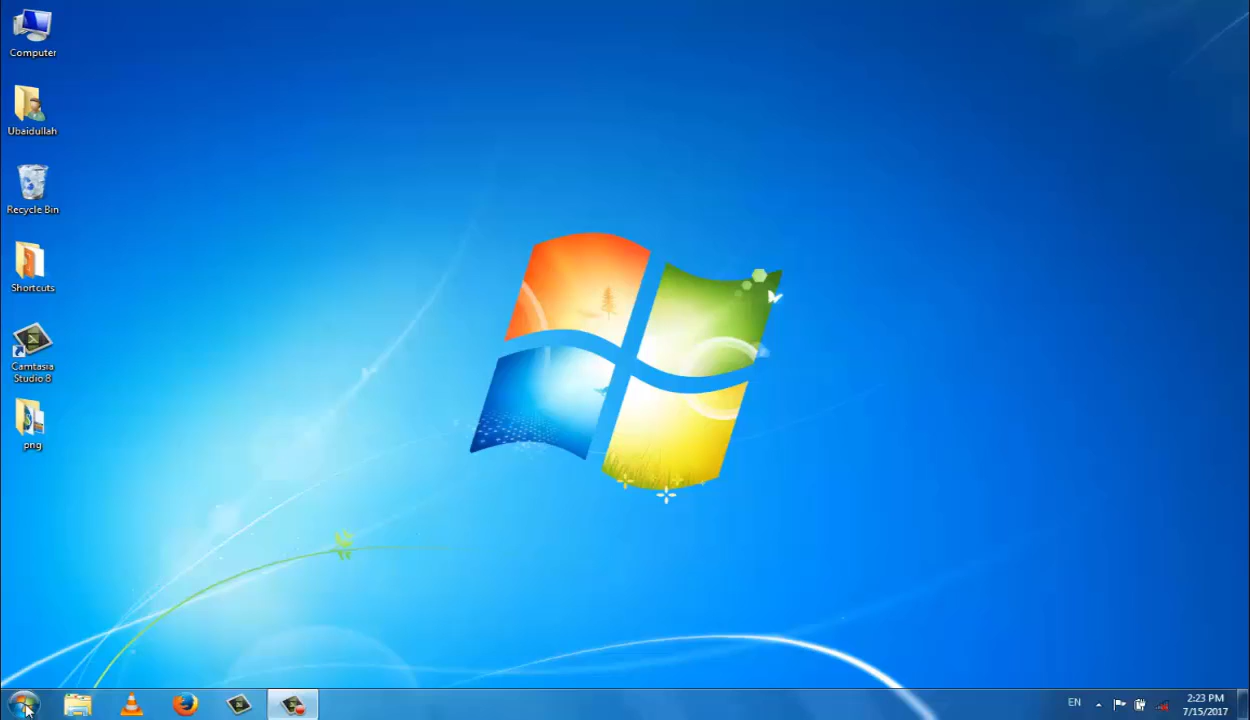 Computer
Ubaidullah
Recycle Bin
Shortcuts
Camtasia
Studio 8
png
EN
2:23 PM
7/15/2017